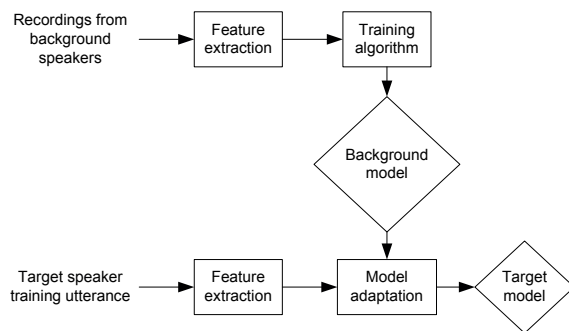 Recordings from
background
speakers
Feature
extraction
Training
algorithm
Background
model
Target speaker
training utterance
Feature
extraction
Model
adaptation
Target
model